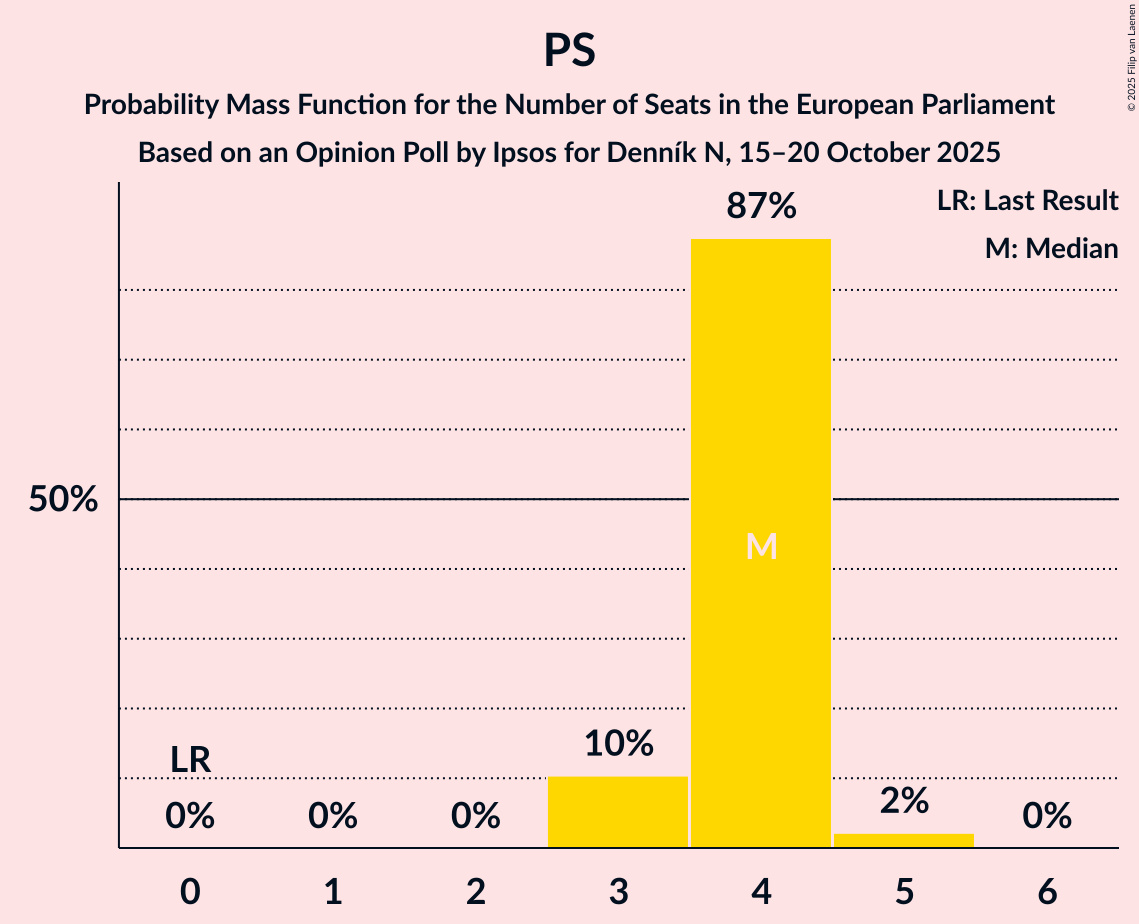 PS
Probability Mass Function for the Number of Seats in the European Parliament
Based on an Opinion Poll by Ipsos for Denník N, 15–20 October 2025
© 2025 Filip van Laenen
LR: Last Result
M: Median
87%
50%
M
10%
LR
2%
0% 0% 0% 0%
0 1 2 3 4 5 6